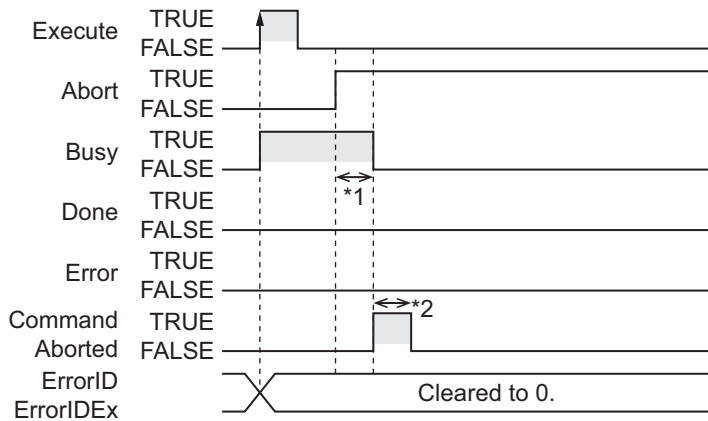 Execute TRUE
FALSE
Abort TRUE
FALSE
Busy TRUE
FALSE
*1
Done TRUE
FALSE
Error TRUE
FALSE
Command Aborted TRUE
FALSE
*2
ErrorID
ErrorIDEx
Cleared to 0.